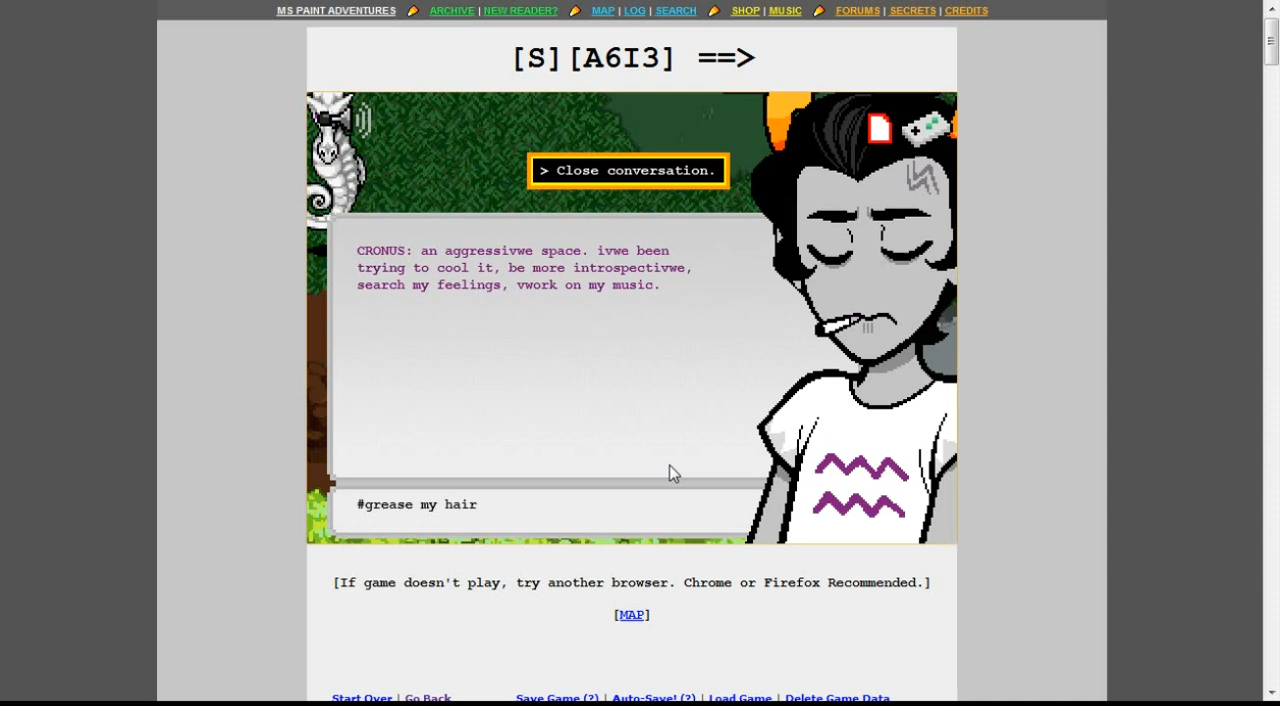 MS PAINT ADVENTURES ARCHIVE | NEW READER? MAP | LOG | SEARCH SHOP | MUSIC FORUMS | SECRETS | CREDITS
[S][A6I3] ==>
> Close conversation.
CRONUS: an aggressivwe space. ivwe been
trying to cool it, be more introspectivwe,
search my feelings, vwork on my music.
#grease my hair
[If game doesn't play, try another browser. Chrome or Firefox Recommended.]
[MAP]
Start Over | Go Back Save Game (?) | Auto-Save! (?) | Load Game | Delete Game Data